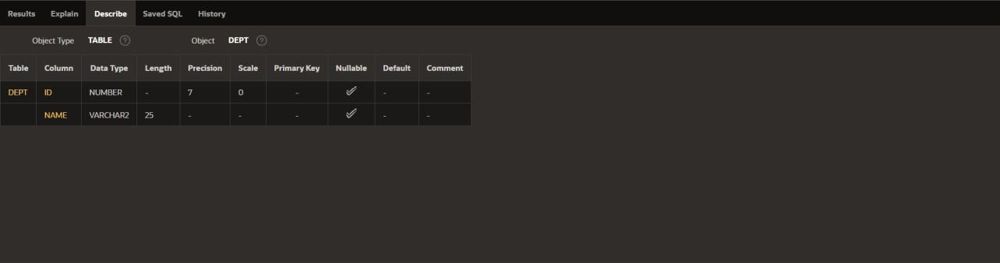 Results Explain Describe Saved SQL History
Object Type TABLE ? Object DEPT ?
Table Column Data Type Length Precision Scale Primary Key Nullable Default Comment
DEPT ID NUMBER - 7 0 - - -
NAME VARCHAR2 25 - - - - -